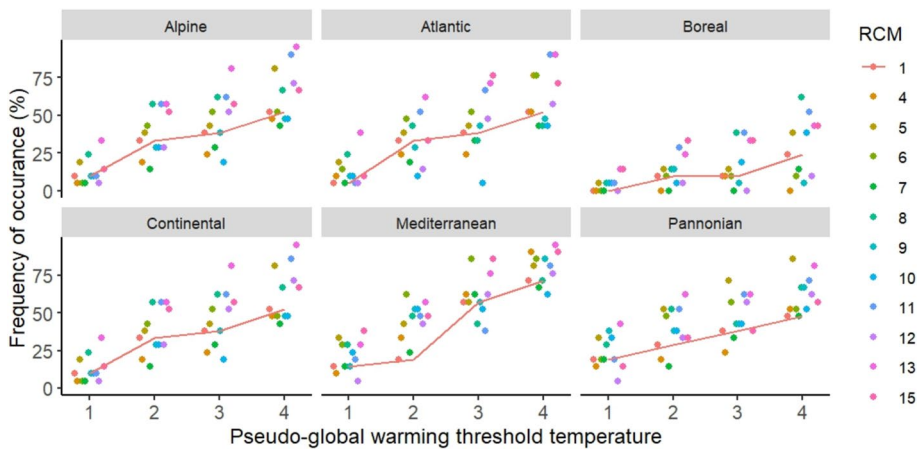 Alpine
Atlantic
Boreal
RCM
1
4
5
6
7
8
9
10
11
12
13
15
Frequency of occurance (%)
75
50
25
0
Continental
Mediterranean
Pannonian
75
50
25
0
1 2 3 4
1 2 3 4
1 2 3 4
Pseudo-global warming threshold temperature